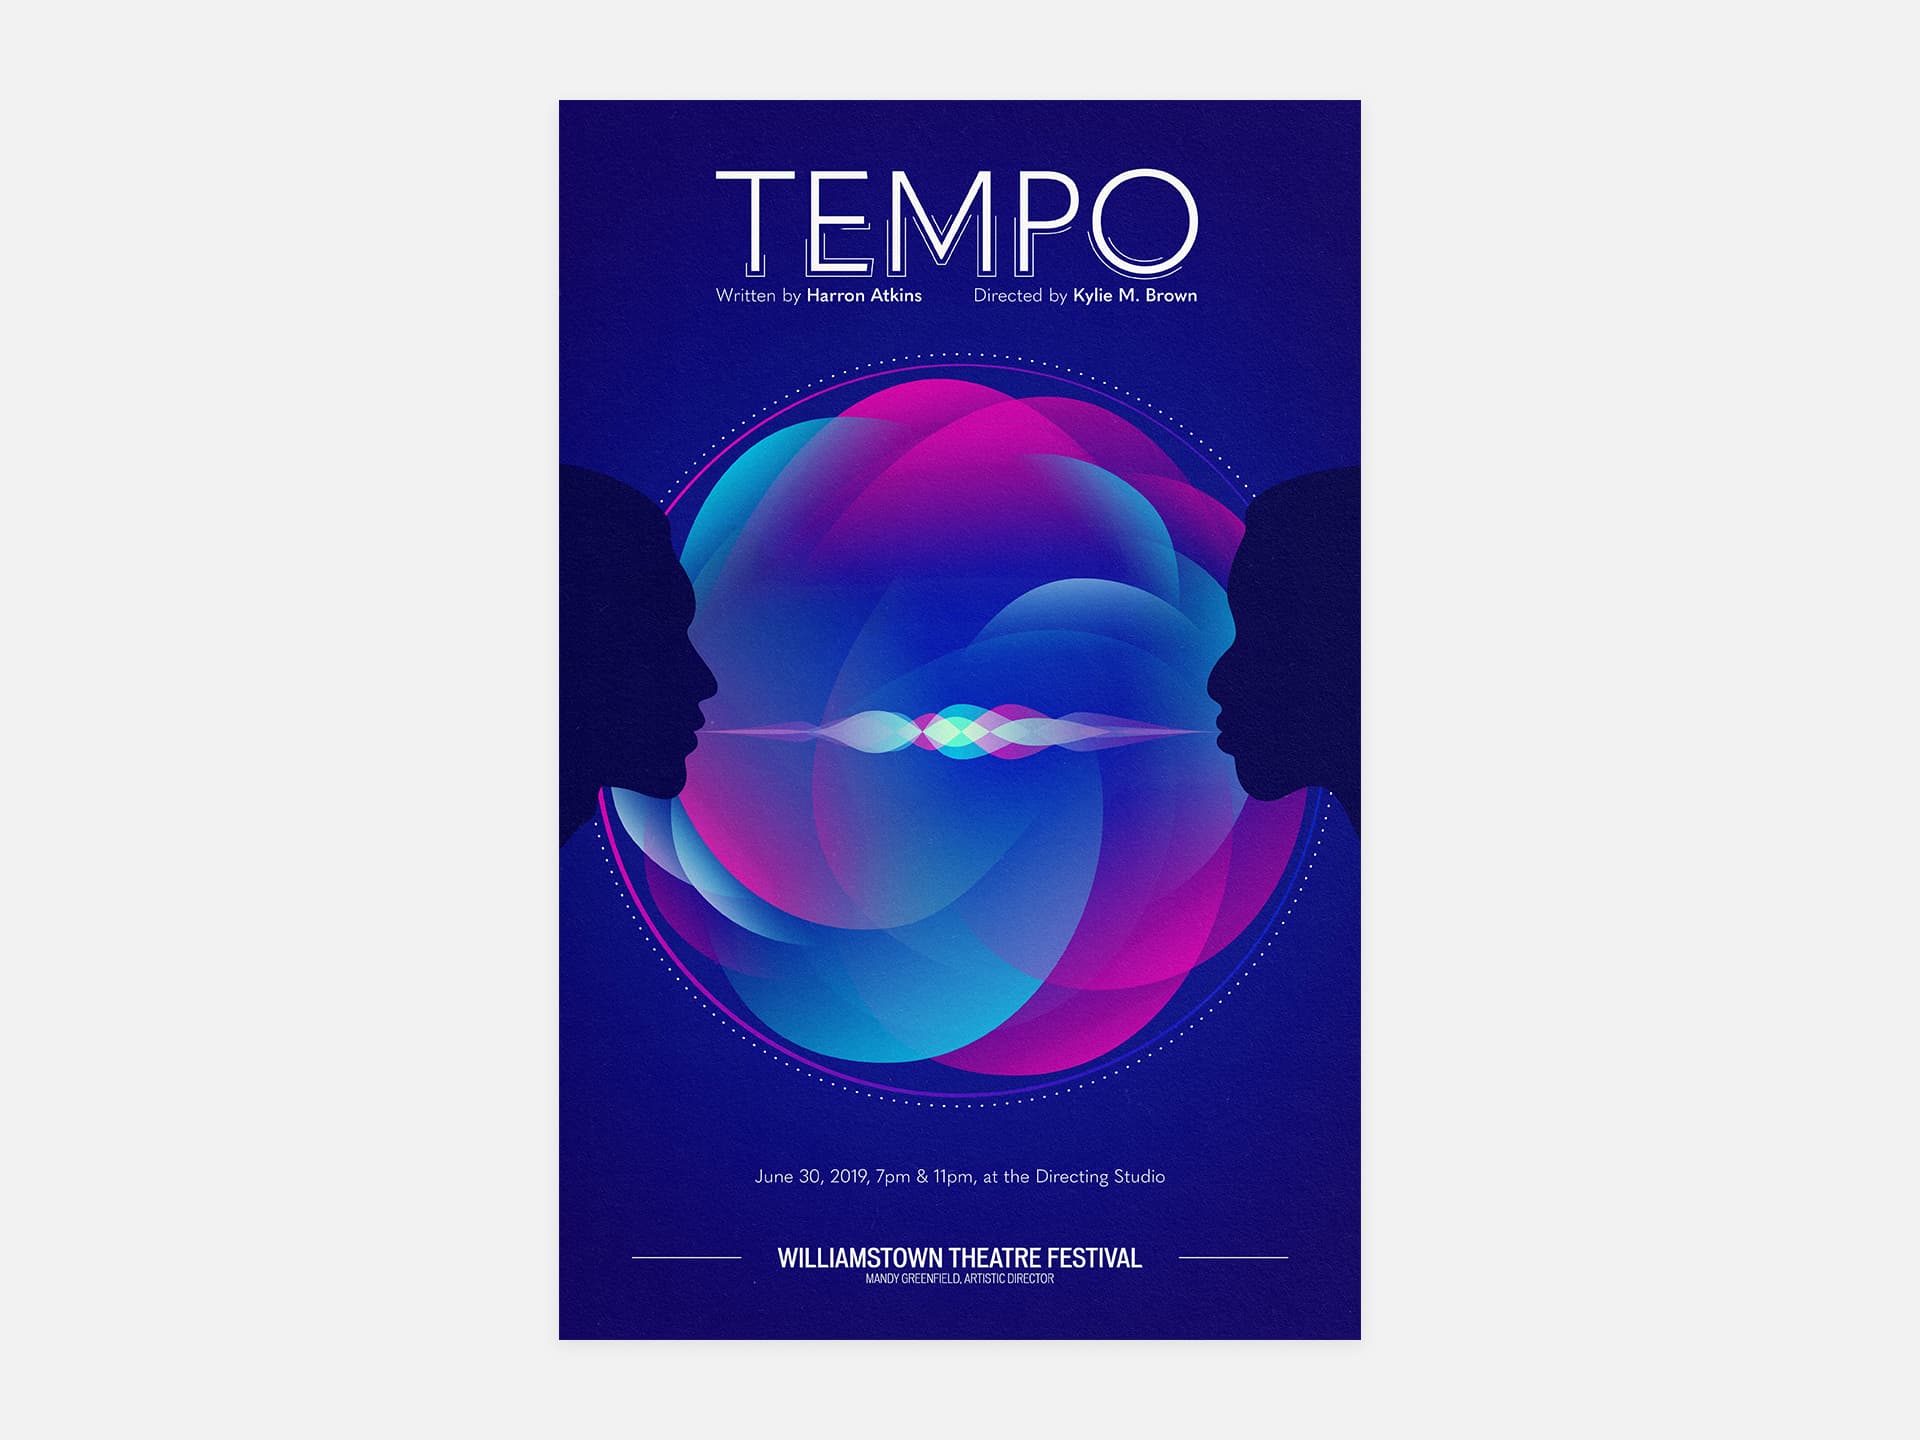 TEMPO
Written by Harron Atkins Directed by Kylie M. Brown
June 30, 2019, 7pm & 11pm, at the Directing Studio
WILLIAMSTOWN THEATRE FESTIVAL
MANDY GREENFIELD, ARTISTIC DIRECTOR